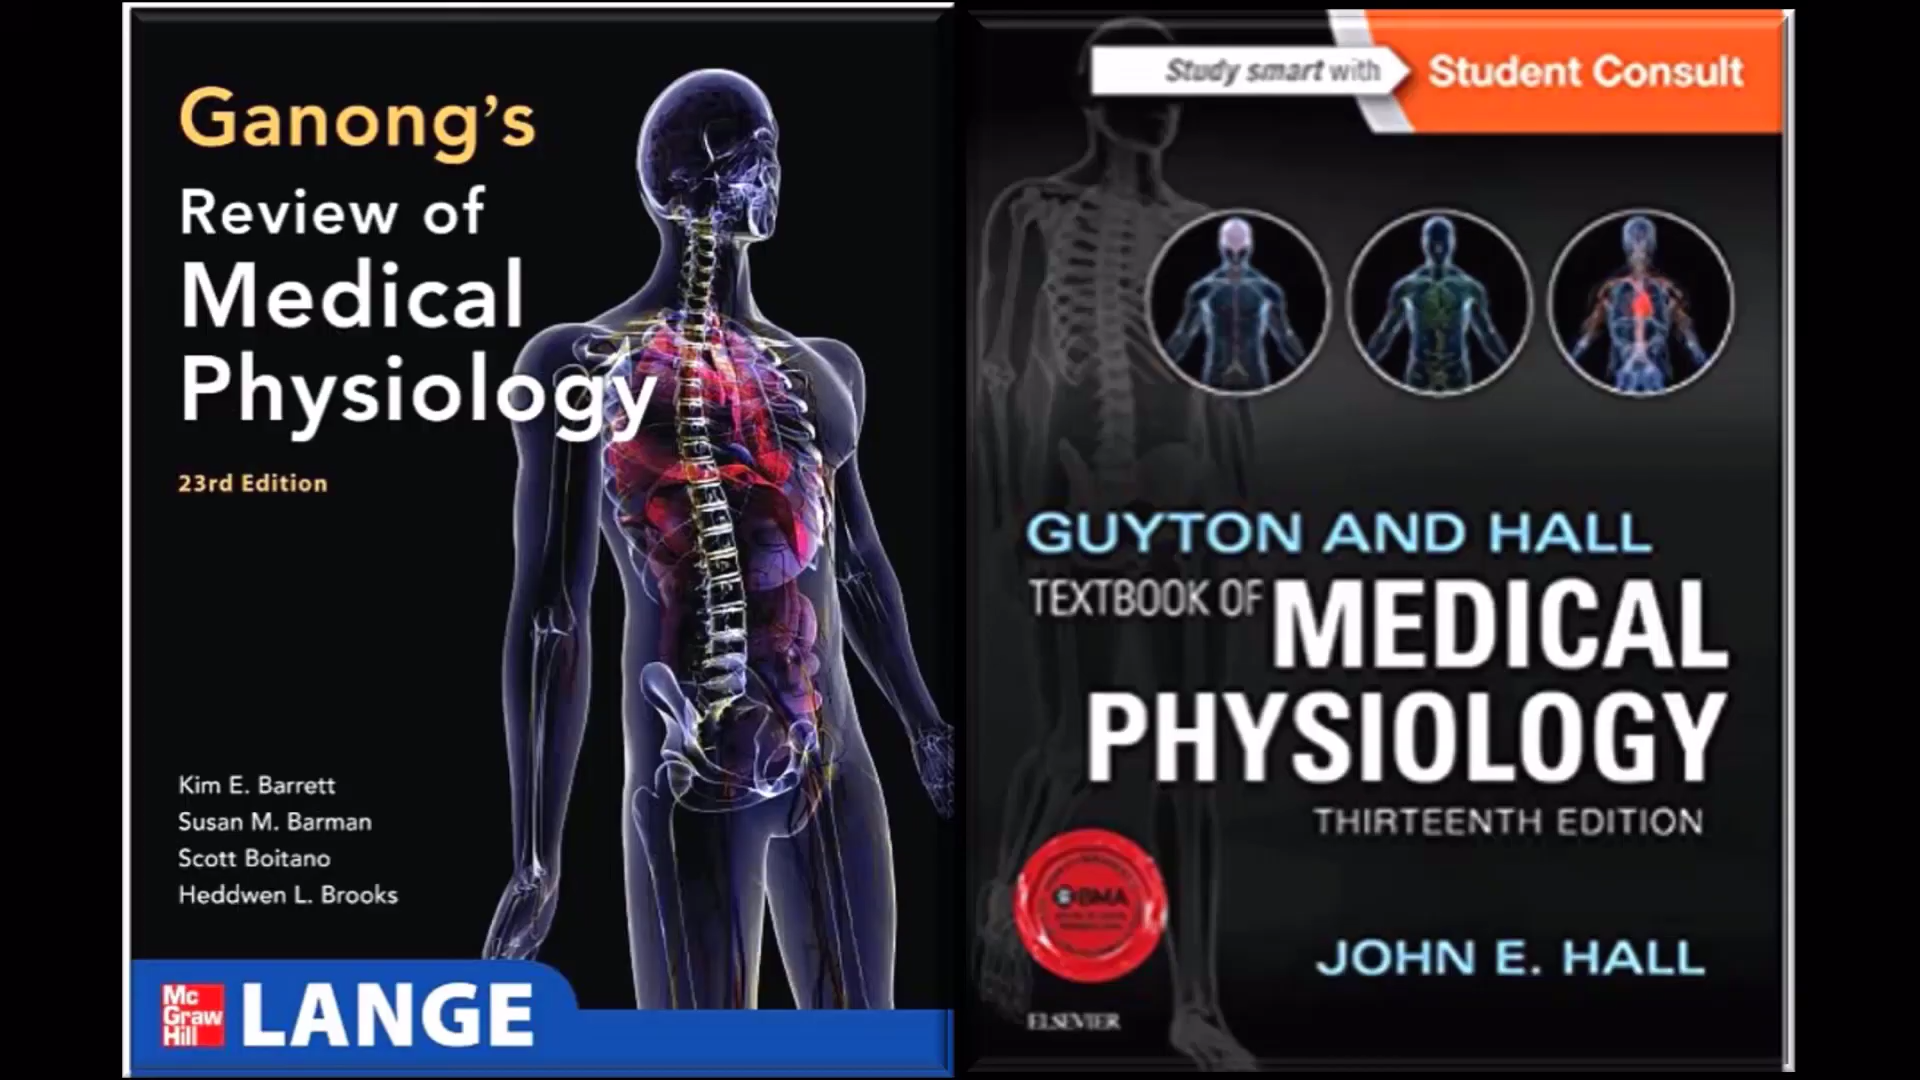 Ganong's
Review of
Medical
Physiology
23rd Edition
Kim E. Barrett
Susan M. Barman
Scott Boitano
Heddwen L. Brooks
Mc
Graw
Hill
LANGE
Study smart with
Student Consult
GUYTON AND HALL
TEXTBOOK OF MEDICAL
PHYSIOLOGY
THIRTEENTH EDITION
BMA
JOHN E. HALL
ELSEVIER